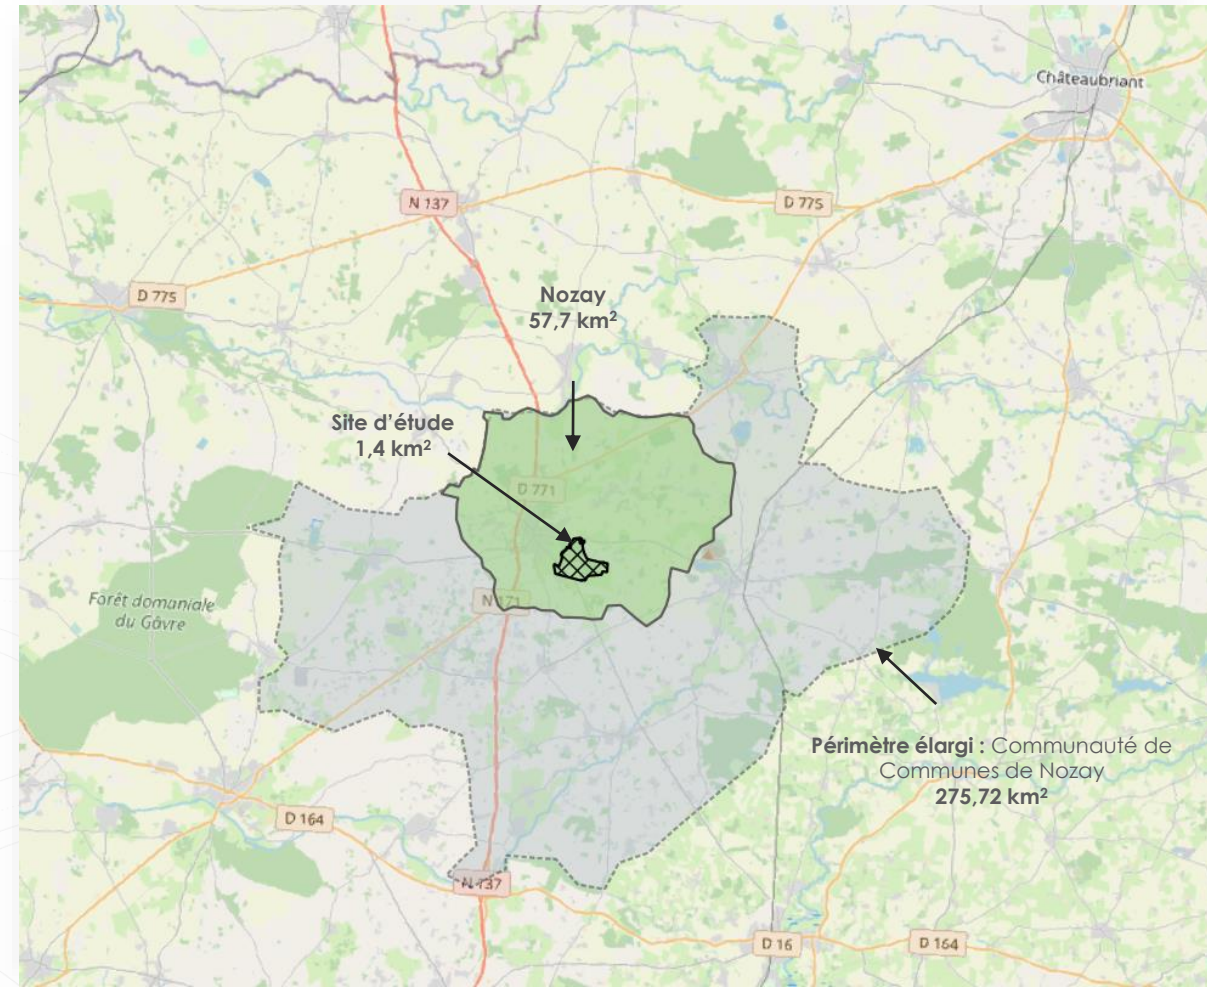 Châteaubriant
N 137
D 775
D 775
Nozay
57,7 km²
Site d’étude
1,4 km²
D 771
N 171
Forêt domaniale
du Gâvre
Périmètre élargi : Communauté de
Communes de Nozay
275,72 km²
D 164
N 137
D 16
D 164